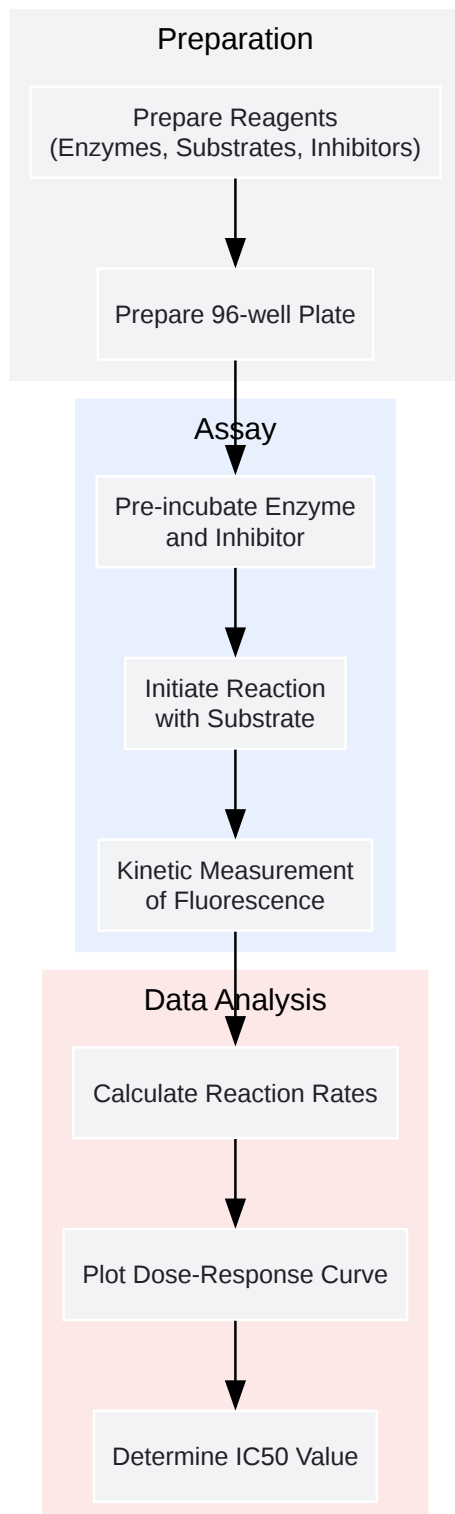 Preparation
Prepare Reagents
(Enzymes, Substrates, Inhibitors)
Prepare 96-well Plate
Assay
Pre-incubate Enzyme
and Inhibitor
Initiate Reaction
with Substrate
Kinetic Measurement
of Fluorescence
Data Analysis
Calculate Reaction Rates
Plot Dose-Response Curve
Determine IC50 Value